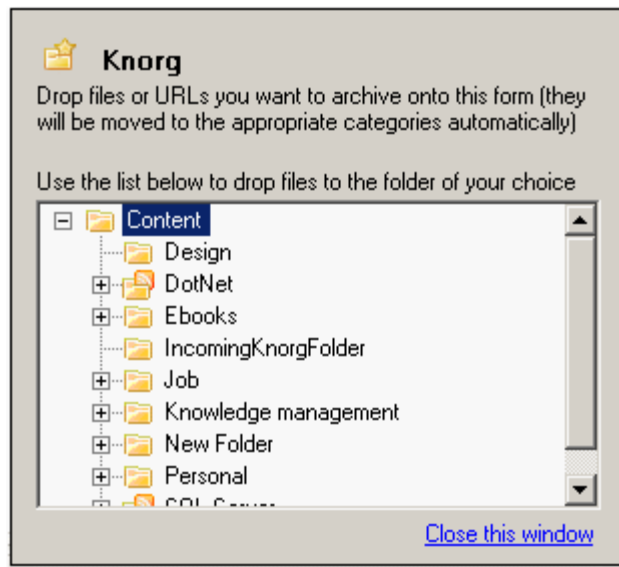 Knorg
Drop files or URLs you want to archive onto this form (they
will be moved to the appropriate categories automatically)
Use the list below to drop files to the folder of your choice
Content
Design
DotNet
Ebooks
IncomingKnorgFolder
Job
Knowledge management
New Folder
Personal
SQL Server
Close this window